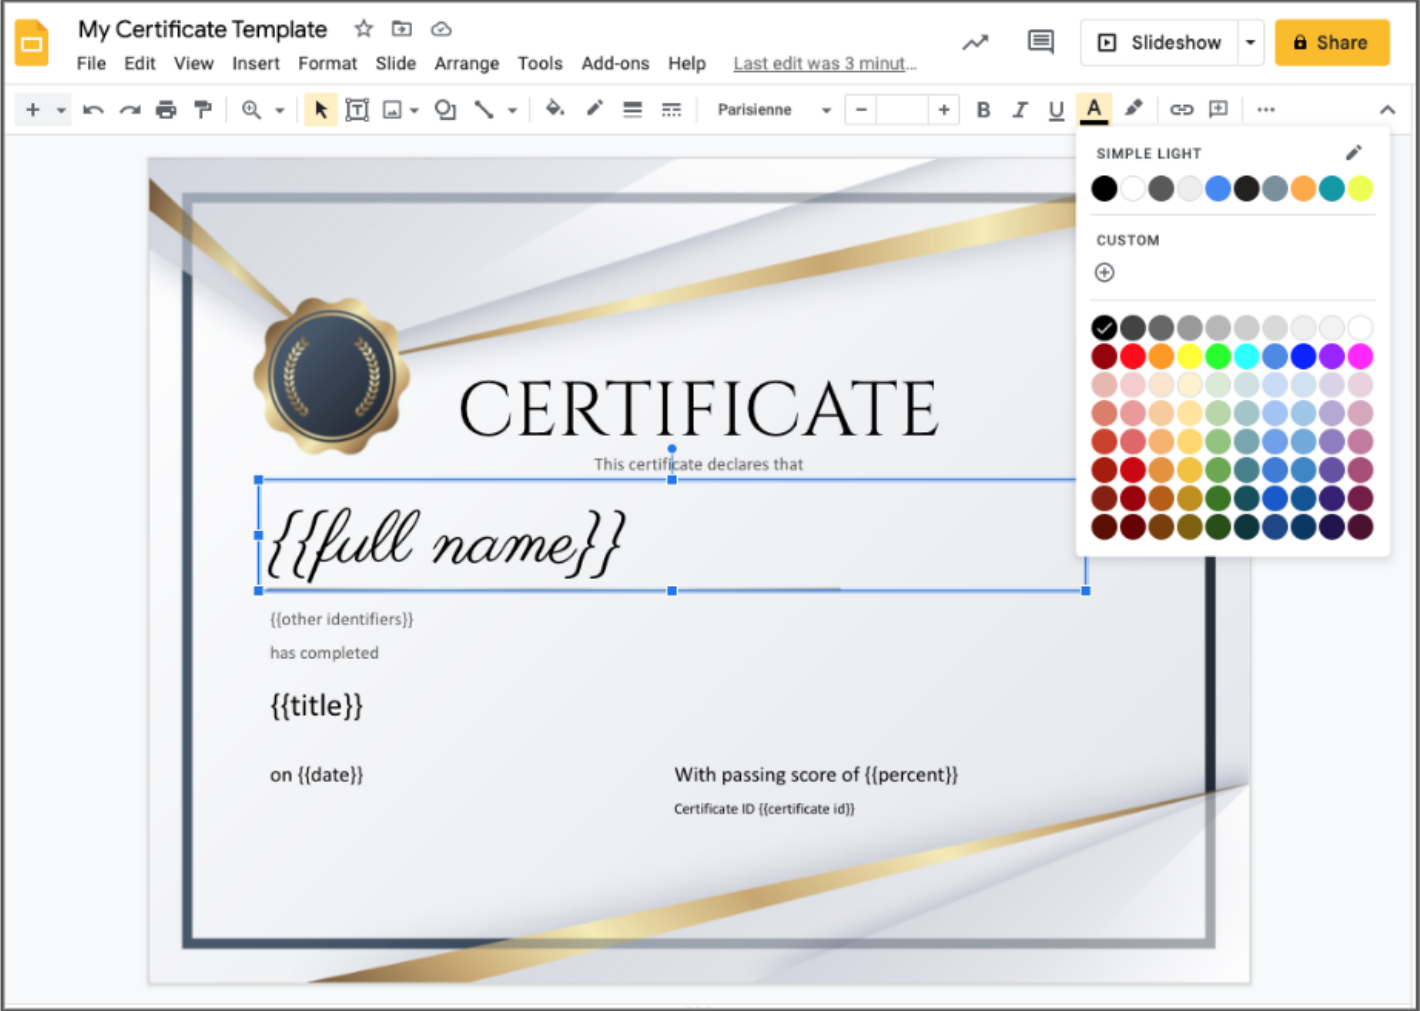 My Certificate Template
File Edit View Insert Format Slide Arrange Tools Add-ons Help Last edit was 3 minut...
Slideshow
Share
Parisienne
B I U A
SIMPLE LIGHT
CUSTOM
CERTIFICATE
This certificate declares that
{{full name}}
{{other identifiers}}
has completed
{{title}}
on {{date}}
With passing score of {{percent}}
Certificate ID {{certificate id}}